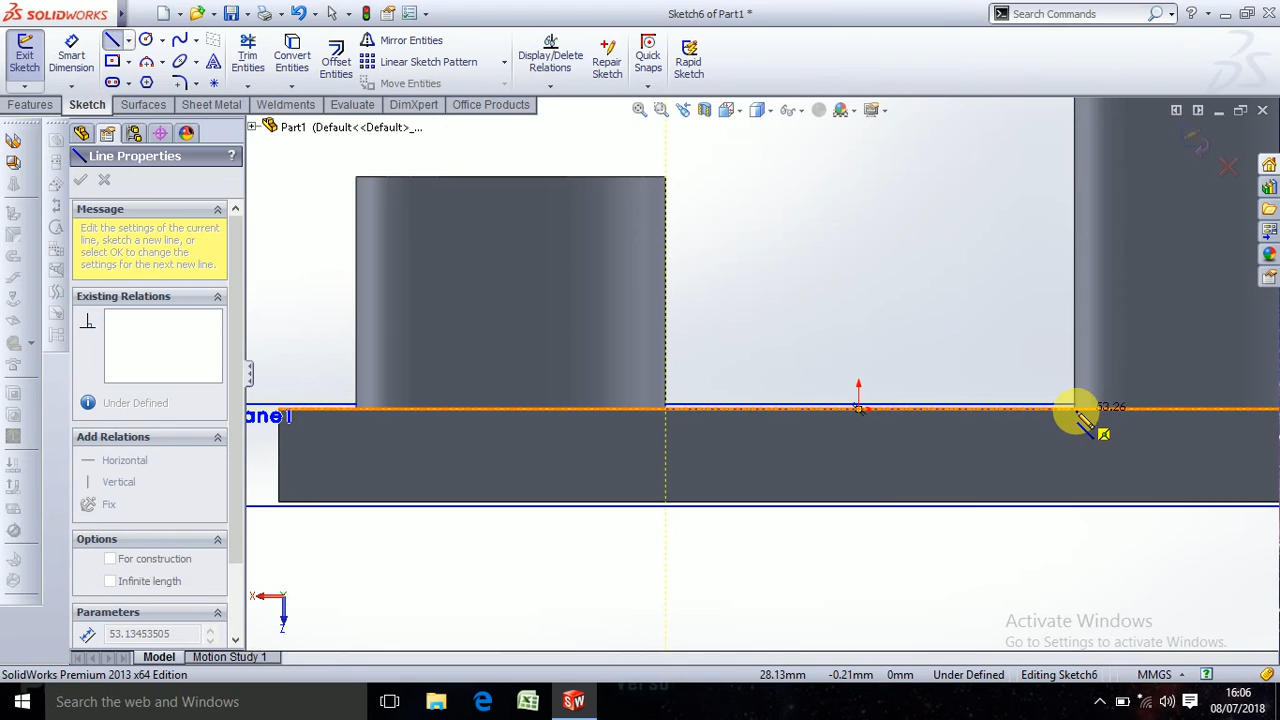 SOLIDWORKS
Sketch6 of Part1 *
Search Commands
Exit Sketch
Smart Dimension
Trim Entities
Convert Entities
Offset Entities
Mirror Entities
Linear Sketch Pattern
Move Entities
Display/Delete Relations
Repair Sketch
Quick Snaps
Rapid Sketch
Features
Sketch
Surfaces
Sheet Metal
Weldments
Evaluate
DimXpert
Office Products
Part1 (Default<<Default>_...
Line Properties
?
Message
Edit the settings of the current
line, sketch a new line, or
select OK to change the
settings for the next new line.
Existing Relations
Under Defined
Add Relations
Horizontal
Vertical
Fix
Options
For construction
Infinite length
Parameters
53.13453505
ane1
53.26
X
Z
Activate Windows
Go to Settings to activate Windows.
Model
Motion Study 1
SolidWorks Premium 2013 x64 Edition
28.13mm
-0.21mm
0mm
Under Defined
Editing Sketch6
MMGS
Search the web and Windows
16:06
08/07/2018